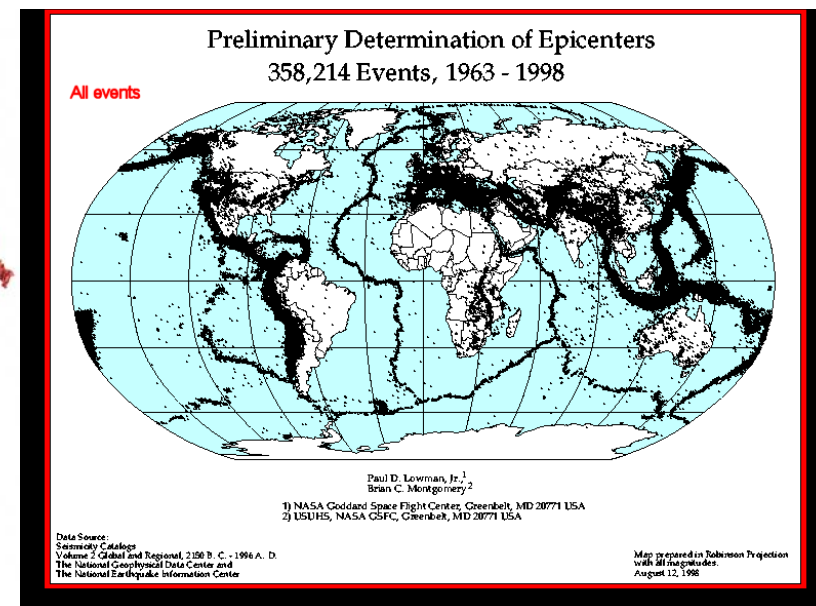 Preliminary Determination of Epicenters
358,214 Events, 1963 - 1998
All events
Paul D. Lowman, Jr.,1
Brian C. Montgomery2
1) NASA Goddard Space Flight Center, Greenbelt, MD 20771 USA
2) USUHS, NASA GSFC, Greenbelt, MD 20771 USA
Data Source:
Seismicity Catalogs
Volume 2 Global and Regional, 2150 B. C. - 1996 A. D.
The National Geophysical Data Center and
The National Earthquake Information Center
Map prepared in Robinson Projection
with all magnitudes.
August 12, 1998